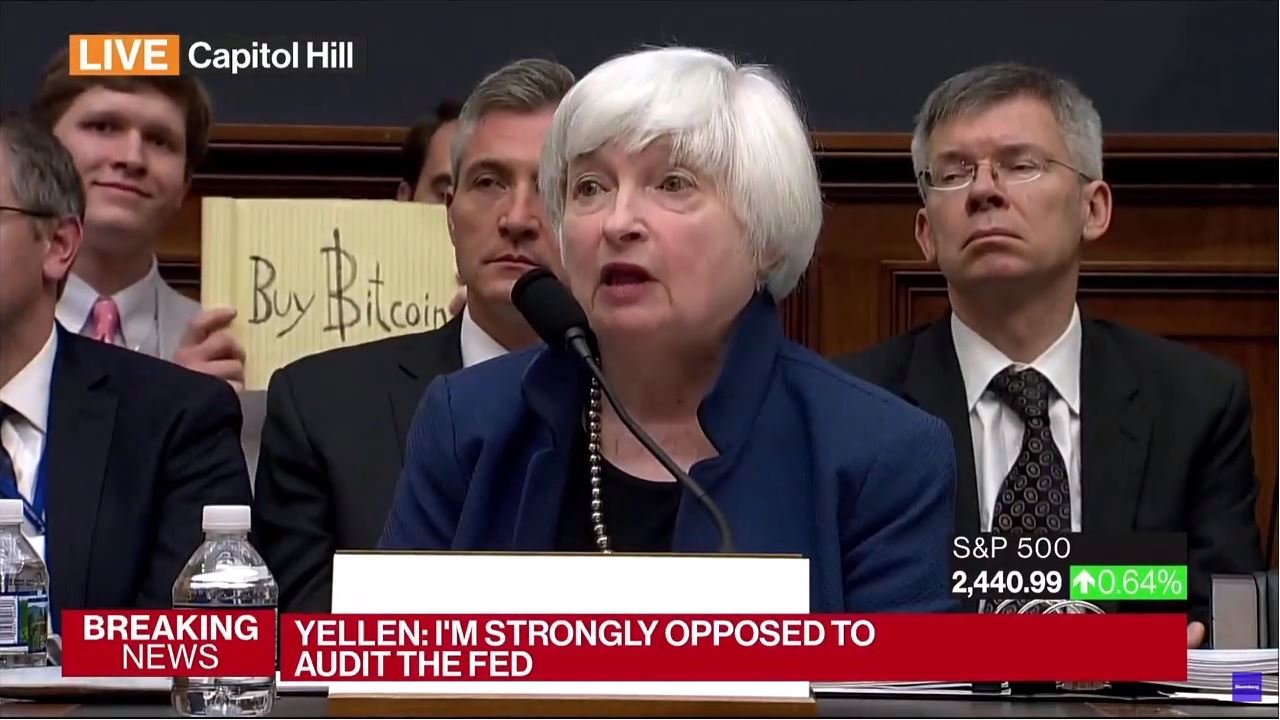 LIVE Capitol Hill
Buy Bitcoin
S&P 500
2,440.99 0.64%
BREAKING NEWS
YELLEN: I'M STRONGLY OPPOSED TO
AUDIT THE FED
Bloomberg